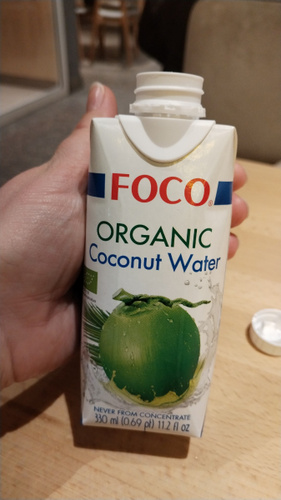 FOCO®
ORGANIC
Coconut Water
NEVER FROM CONCENTRATE
330 ml (0.69 pt) 11.2 fl oz